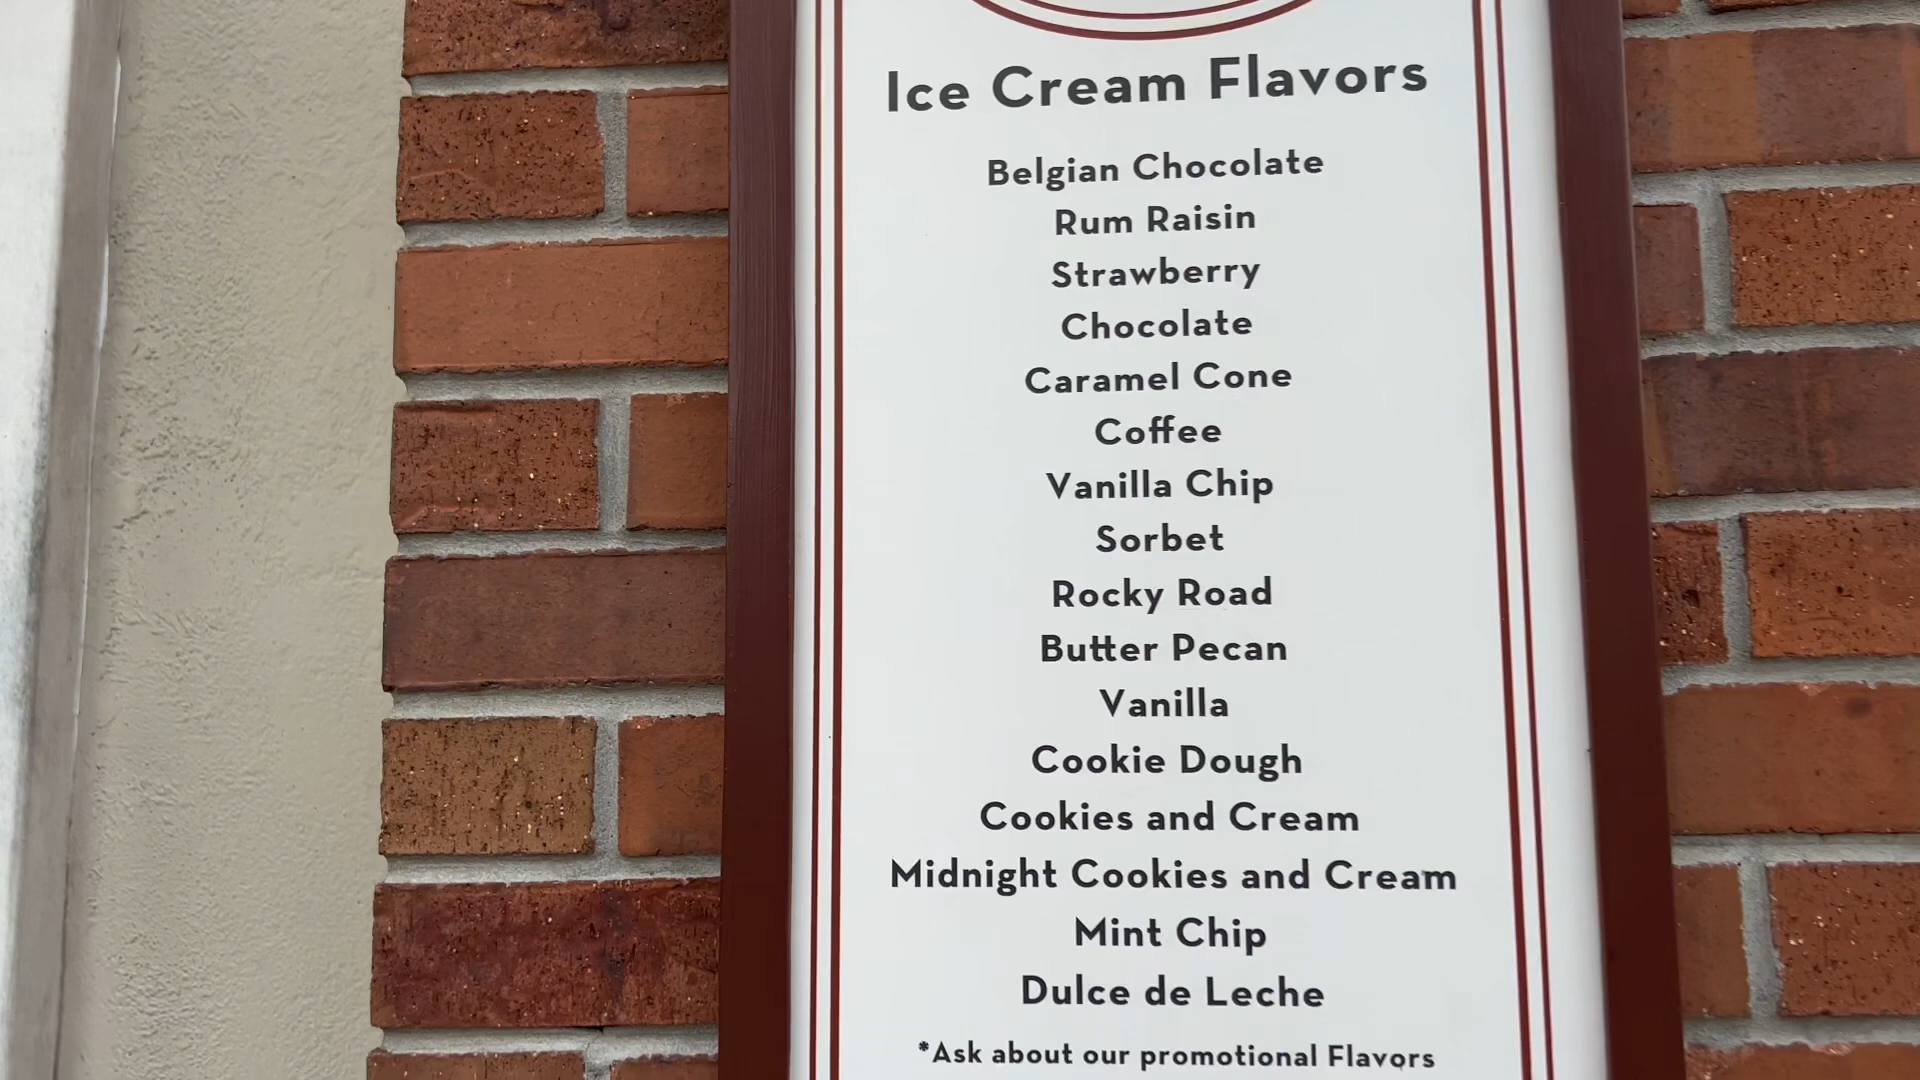 Ice Cream Flavors
Belgian Chocolate
Rum Raisin
Strawberry
Chocolate
Caramel Cone
Coffee
Vanilla Chip
Sorbet
Rocky Road
Butter Pecan
Vanilla
Cookie Dough
Cookies and Cream
Midnight Cookies and Cream
Mint Chip
Dulce de Leche
*Ask about our promotional Flavors